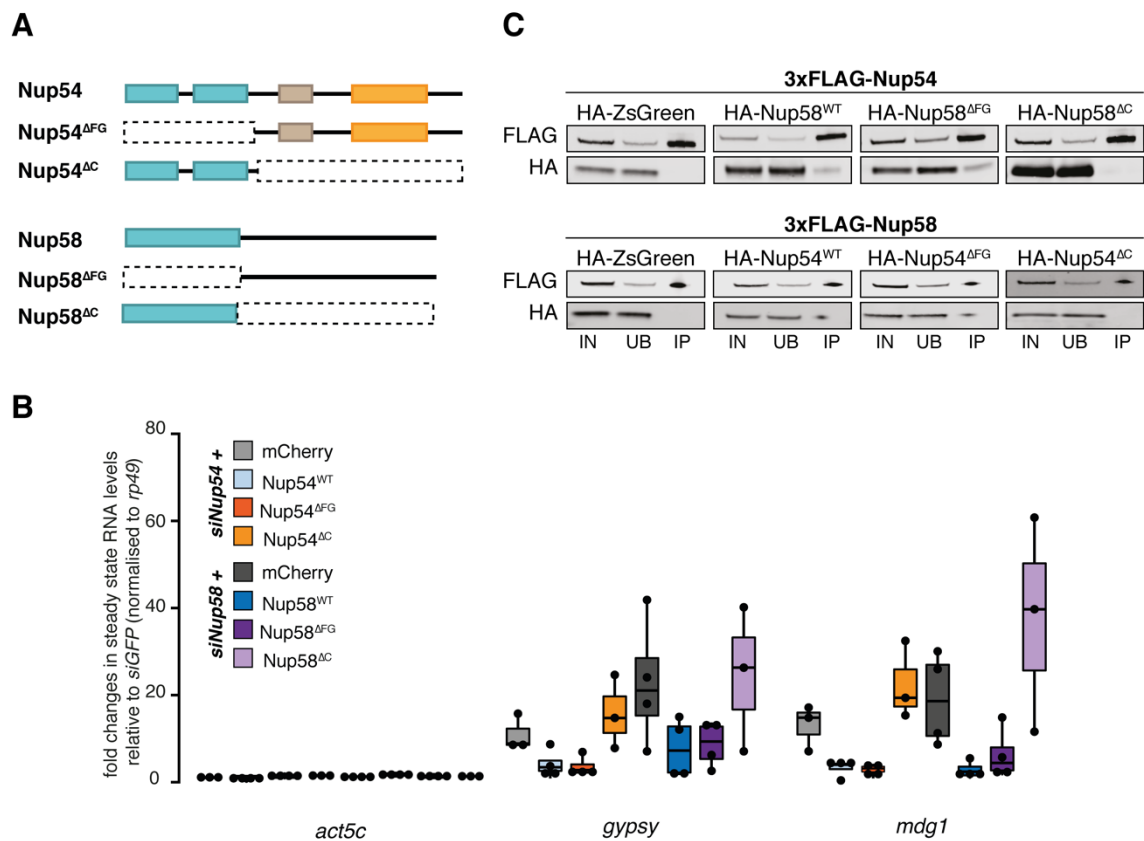 A
Nup54
Nup54ΔFG
Nup54ΔC
Nup58
Nup58ΔFG
Nup58ΔC
C
3xFLAG-Nup54
HA-ZsGreen HA-Nup58WT HA-Nup58ΔFG HA-Nup58ΔC
FLAG
HA
3xFLAG-Nup58
HA-ZsGreen HA-Nup54WT HA-Nup54ΔFG HA-Nup54ΔC
FLAG
HA
IN UB IP IN UB IP IN UB IP IN UB IP
B
fold changes in steady state RNA levels
relative to siGFP (normalised to rp49)
80
60
40
20
0
siNup54 +
mCherry
Nup54WT
Nup54ΔFG
Nup54ΔC
siNup58 +
mCherry
Nup58WT
Nup58ΔFG
Nup58ΔC
act5c gypsy mdg1